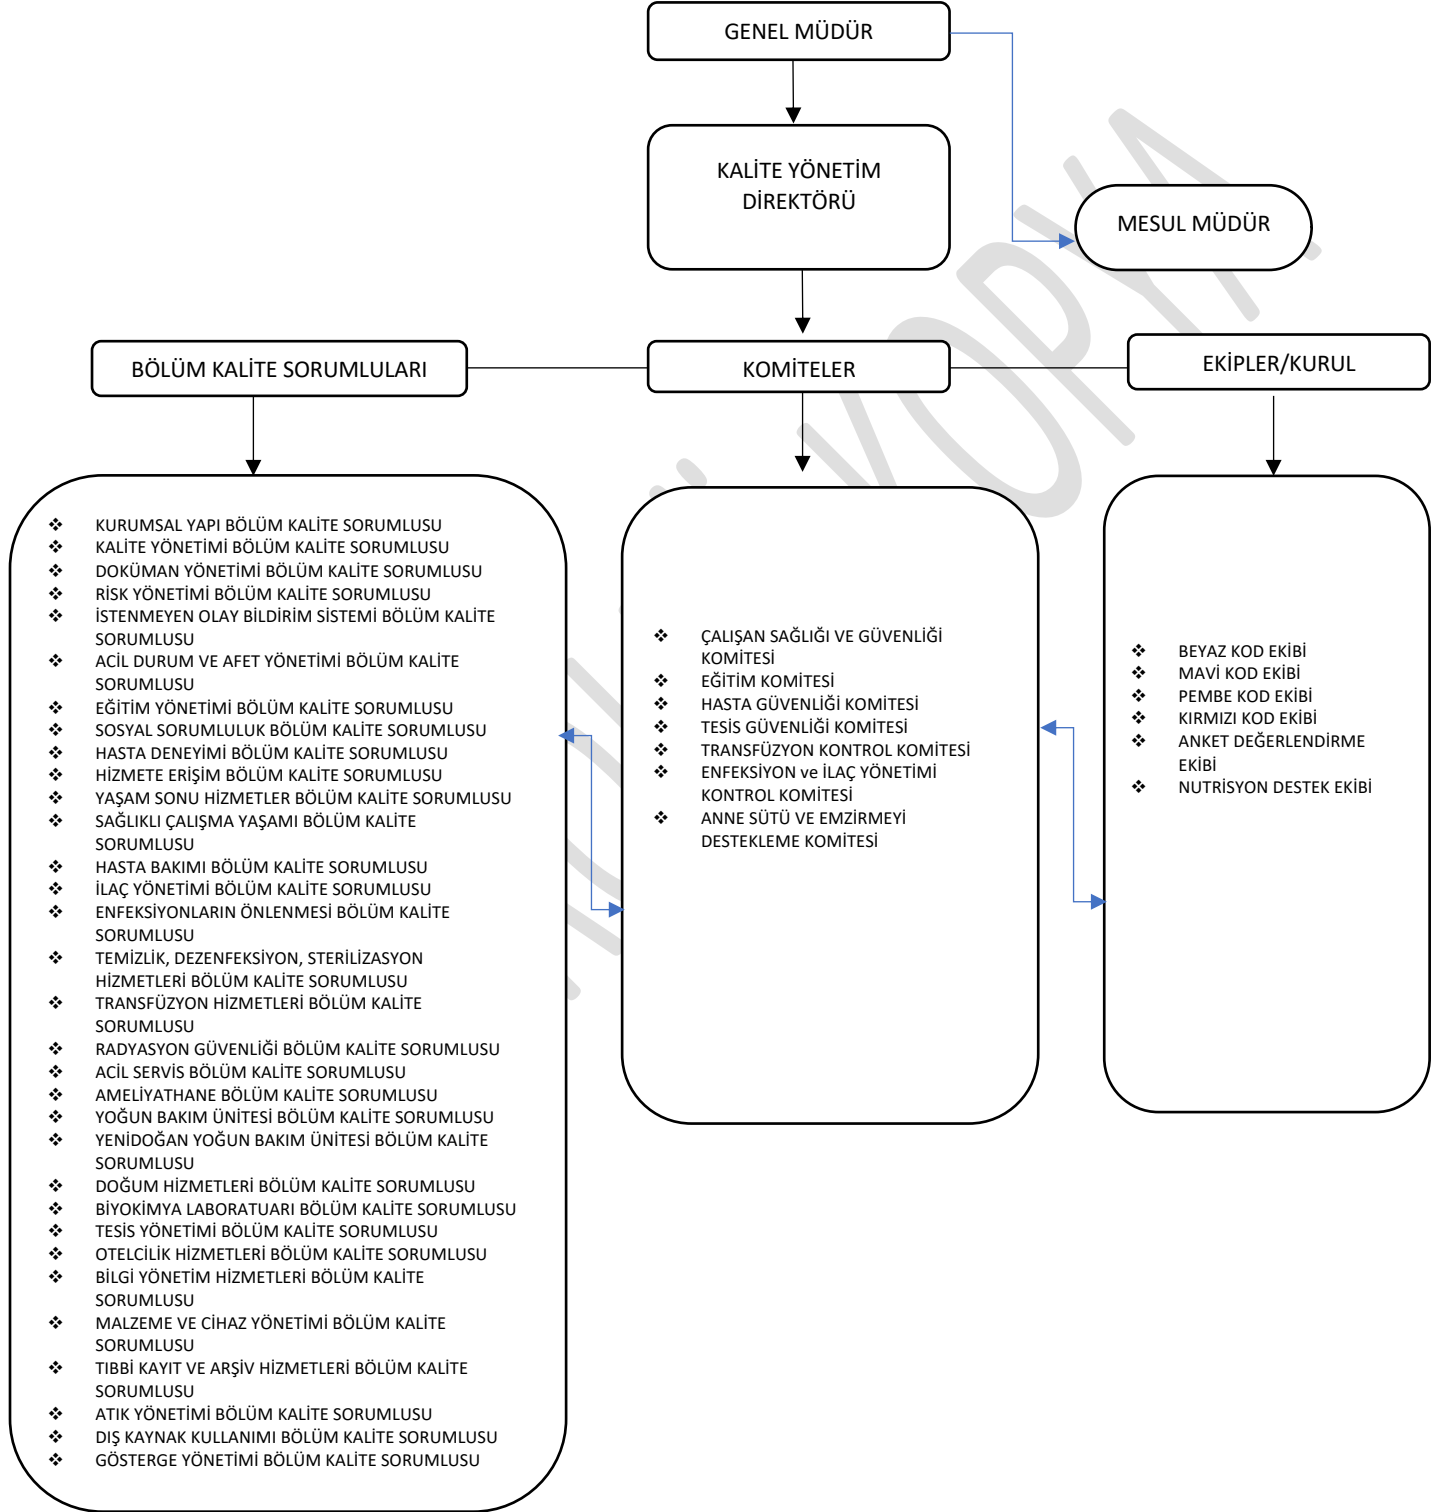 GENEL MÜDÜR
KALİTE YÖNETİM
DİREKTÖRÜ
MESUL MÜDÜR
BÖLÜM KALİTE SORUMLULARI
KOMİTELER
EKİPLER/KURUL
❖ KURUMSAL YAPI BÖLÜM KALİTE SORUMLUSU
❖ KALİTE YÖNETİMİ BÖLÜM KALİTE SORUMLUSU
❖ DOKÜMAN YÖNETİMİ BÖLÜM KALİTE SORUMLUSU
❖ RİSK YÖNETİMİ BÖLÜM KALİTE SORUMLUSU
❖ İSTENMEYEN OLAY BİLDİRİM SİSTEMİ BÖLÜM KALİTE
SORUMLUSU
❖ ACİL DURUM VE AFET YÖNETİMİ BÖLÜM KALİTE
SORUMLUSU
❖ EĞİTİM YÖNETİMİ BÖLÜM KALİTE SORUMLUSU
❖ SOSYAL SORUMLULUK BÖLÜM KALİTE SORUMLUSU
❖ HASTA DENEYİMİ BÖLÜM KALİTE SORUMLUSU
❖ HİZMETE ERİŞİM BÖLÜM KALİTE SORUMLUSU
❖ YAŞAM SONU HİZMETLER BÖLÜM KALİTE SORUMLUSU
❖ SAĞLIKLI ÇALIŞMA YAŞAMI BÖLÜM KALİTE
SORUMLUSU
❖ HASTA BAKIMI BÖLÜM KALİTE SORUMLUSU
❖ İLAÇ YÖNETİMİ BÖLÜM KALİTE SORUMLUSU
❖ ENFEKSİYONLARIN ÖNLENMESİ BÖLÜM KALİTE
SORUMLUSU
❖ TEMİZLİK, DEZENFEKSİYON, STERİLİZASYON
HİZMETLERİ BÖLÜM KALİTE SORUMLUSU
❖ TRANSFÜZYON HİZMETLERİ BÖLÜM KALİTE
SORUMLUSU
❖ RADYASYON GÜVENLİĞİ BÖLÜM KALİTE SORUMLUSU
❖ ACİL SERVİS BÖLÜM KALİTE SORUMLUSU
❖ AMELİYATHANE BÖLÜM KALİTE SORUMLUSU
❖ YOĞUN BAKIM ÜNİTESİ BÖLÜM KALİTE SORUMLUSU
❖ YENİDOĞAN YOĞUN BAKIM ÜNİTESİ BÖLÜM KALİTE
SORUMLUSU
❖ DOĞUM HİZMETLERİ BÖLÜM KALİTE SORUMLUSU
❖ BİYOKİMYA LABORATUARI BÖLÜM KALİTE SORUMLUSU
❖ TESİS YÖNETİMİ BÖLÜM KALİTE SORUMLUSU
❖ OTELCİLİK HİZMETLERİ BÖLÜM KALİTE SORUMLUSU
❖ BİLGİ YÖNETİM HİZMETLERİ BÖLÜM KALİTE
SORUMLUSU
❖ MALZEME VE CİHAZ YÖNETİMİ BÖLÜM KALİTE
SORUMLUSU
❖ TIBBİ KAYIT VE ARŞİV HİZMETLERİ BÖLÜM KALİTE
SORUMLUSU
❖ ATIK YÖNETİMİ BÖLÜM KALİTE SORUMLUSU
❖ DIŞ KAYNAK KULLANIMI BÖLÜM KALİTE SORUMLUSU
❖ GÖSTERGE YÖNETİMİ BÖLÜM KALİTE SORUMLUSU
❖ ÇALIŞAN SAĞLIĞI VE GÜVENLİĞİ
KOMİTESİ
❖ EĞİTİM KOMİTESİ
❖ HASTA GÜVENLİĞİ KOMİTESİ
❖ TESİS GÜVENLİĞİ KOMİTESİ
❖ TRANSFÜZYON KONTROL KOMİTESİ
❖ ENFEKSİYON ve İLAÇ YÖNETİMİ
KONTROL KOMİTESİ
❖ ANNE SÜTÜ VE EMZİRMEYİ
DESTEKLEME KOMİTESİ
❖ BEYAZ KOD EKİBİ
❖ MAVİ KOD EKİBİ
❖ PEMBE KOD EKİBİ
❖ KIRMIZI KOD EKİBİ
❖ ANKET DEĞERLENDİRME
EKİBİ
❖ NUTRİSYON DESTEK EKİBİ
KOPYA